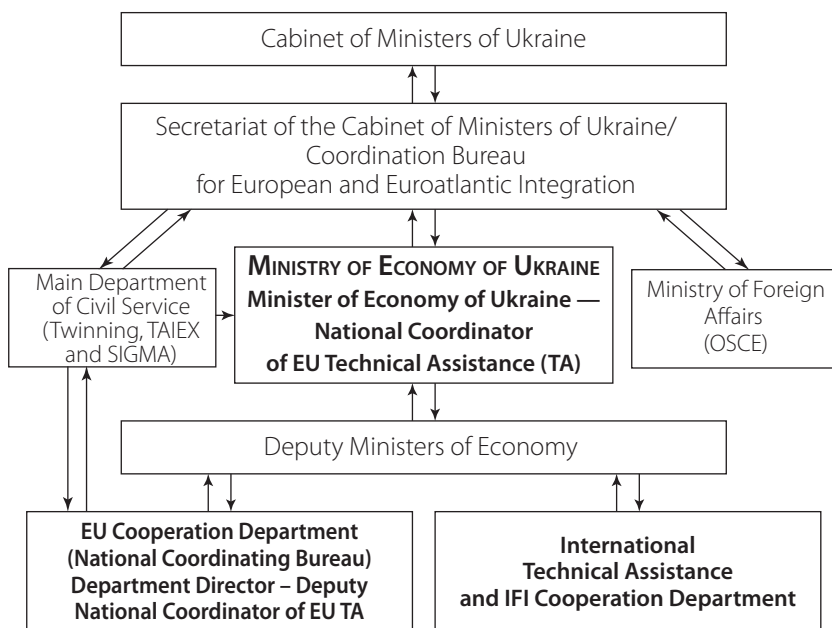 Cabinet of Ministers of Ukraine
Secretariat of the Cabinet of Ministers of Ukraine/
Coordination Bureau
for European and Euroatlantic Integration
Main Department
of Civil Service
(Twinning, TAIEX
and SIGMA)
MINISTRY OF ECONOMY OF UKRAINE
Minister of Economy of Ukraine —
National Coordinator
of EU Technical Assistance (TA)
Ministry of Foreign
Affairs
(OSCE)
Deputy Ministers of Economy
EU Cooperation Department
(National Coordinating Bureau)
Department Director – Deputy
National Coordinator of EU TA
International
Technical Assistance
and IFI Cooperation Department